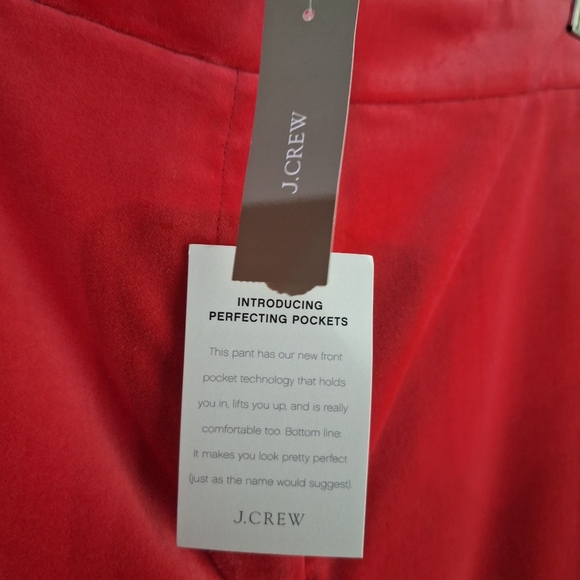 J.CREW
INTRODUCING
PERFECTING POCKETS
This pant has our new front
pocket technology that holds
you in, lifts you up, and is really
comfortable too. Bottom line:
it makes you look pretty perfect
(just as the name would suggest).
J.CREW